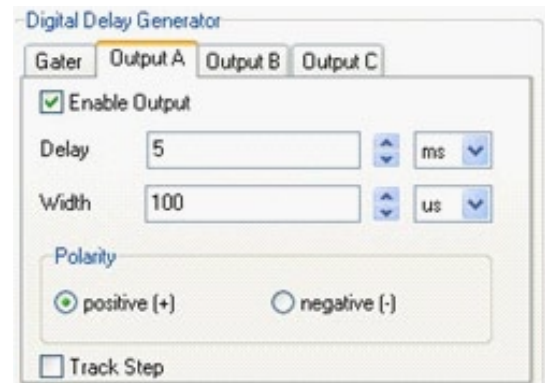 Digital Delay Generator
Gater Output A Output B Output C
Enable Output
Delay 5 ms
Width 100 us
Polarity
positive (+) negative (-)
Track Step